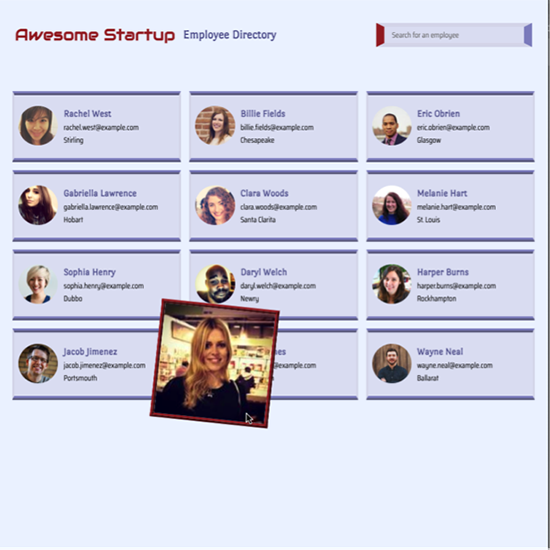 Awesome Startup Employee Directory
Search for an employee
Rachel West
rachel.west@example.com
Stirling
Billie Fields
billie.fields@example.com
Chesapeake
Eric Obrien
eric.obrien@example.com
Glasgow
Gabriella Lawrence
gabriella.lawrence@example.com
Hobart
Clara Woods
clara.woods@example.com
Santa Clarita
Melanie Hart
melanie.hart@example.com
St. Louis
Sophia Henry
sophia.henry@example.com
Dubbo
Daryl Welch
daryl.welch@example.com
Newry
Harper Burns
harper.burns@example.com
Rockhampton
Jacob Jimenez
jacob.jimenez@example.com
Portsmouth
Wayne Neal
wayne.neal@example.com
Ballarat